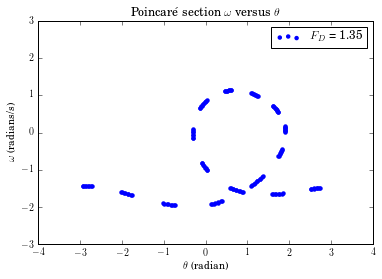 Poincaré section ω versus θ
F_D = 1.35
3
2
1
0
−1
−2
−3
ω (radians/s)
−4 −3 −2 −1 0 1 2 3 4
θ (radian)